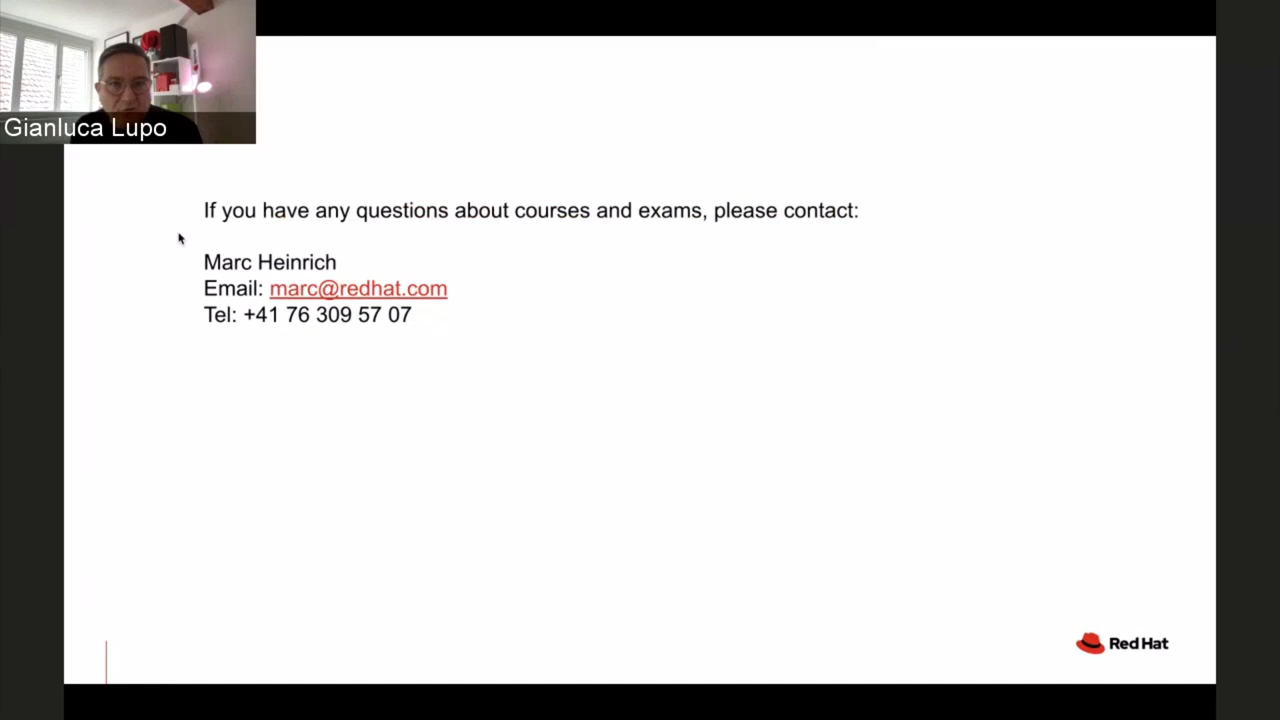 Gianluca Lupo
If you have any questions about courses and exams, please contact:
Marc Heinrich
Email: marc@redhat.com
Tel: +41 76 309 57 07
Red Hat